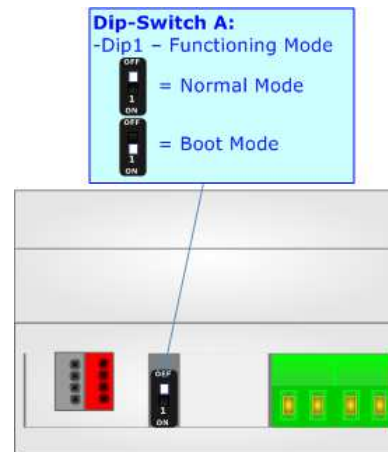 Dip-Switch A:
-Dip1 – Functioning Mode
OFF
= Normal Mode
1
ON
OFF
= Boot Mode
1
ON
OFF
1
ON